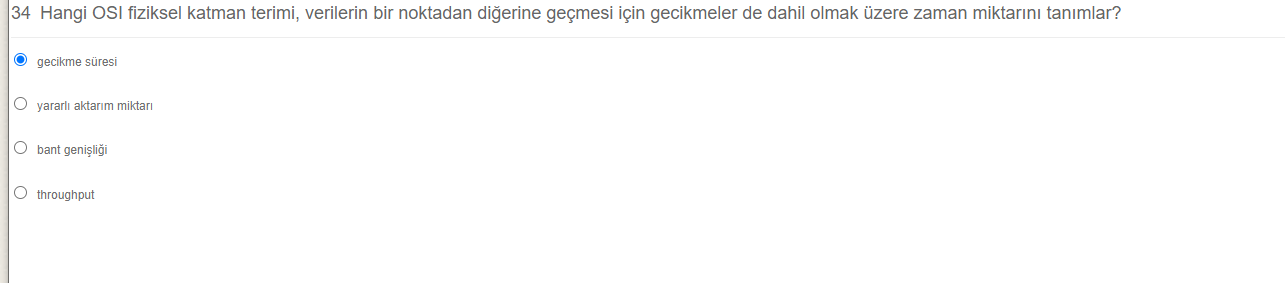 34 Hangi OSI fiziksel katman terimi, verilerin bir noktadan diğerine geçmesi için gecikmeler de dahil olmak üzere zaman miktarını tanımlar?
gecikme süresi
yararlı aktarım miktarı
bant genişliği
throughput